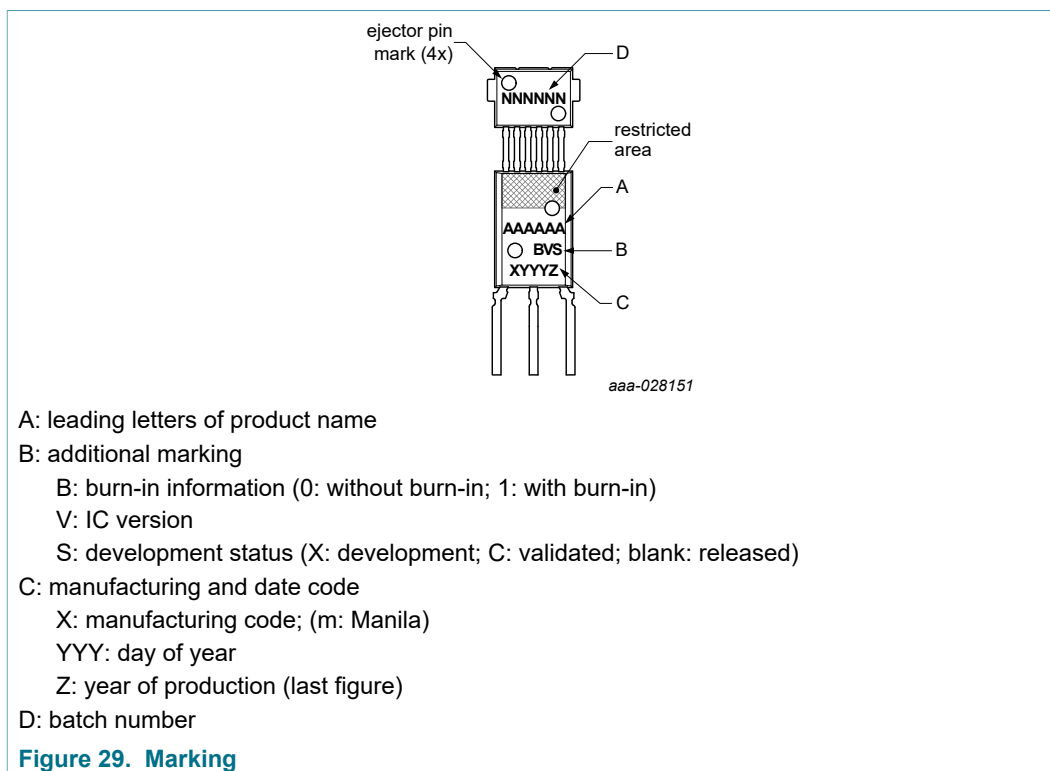 ejector pin
mark (4x)
D
NNNNNN
restricted
area
A
AAAAAA
BVS
B
XYYYZ
C
aaa-028151
A: leading letters of product name
B: additional marking
B: burn-in information (0: without burn-in; 1: with burn-in)
V: IC version
S: development status (X: development; C: validated; blank: released)
C: manufacturing and date code
X: manufacturing code; (m: Manila)
YYY: day of year
Z: year of production (last figure)
D: batch number
Figure 29. Marking